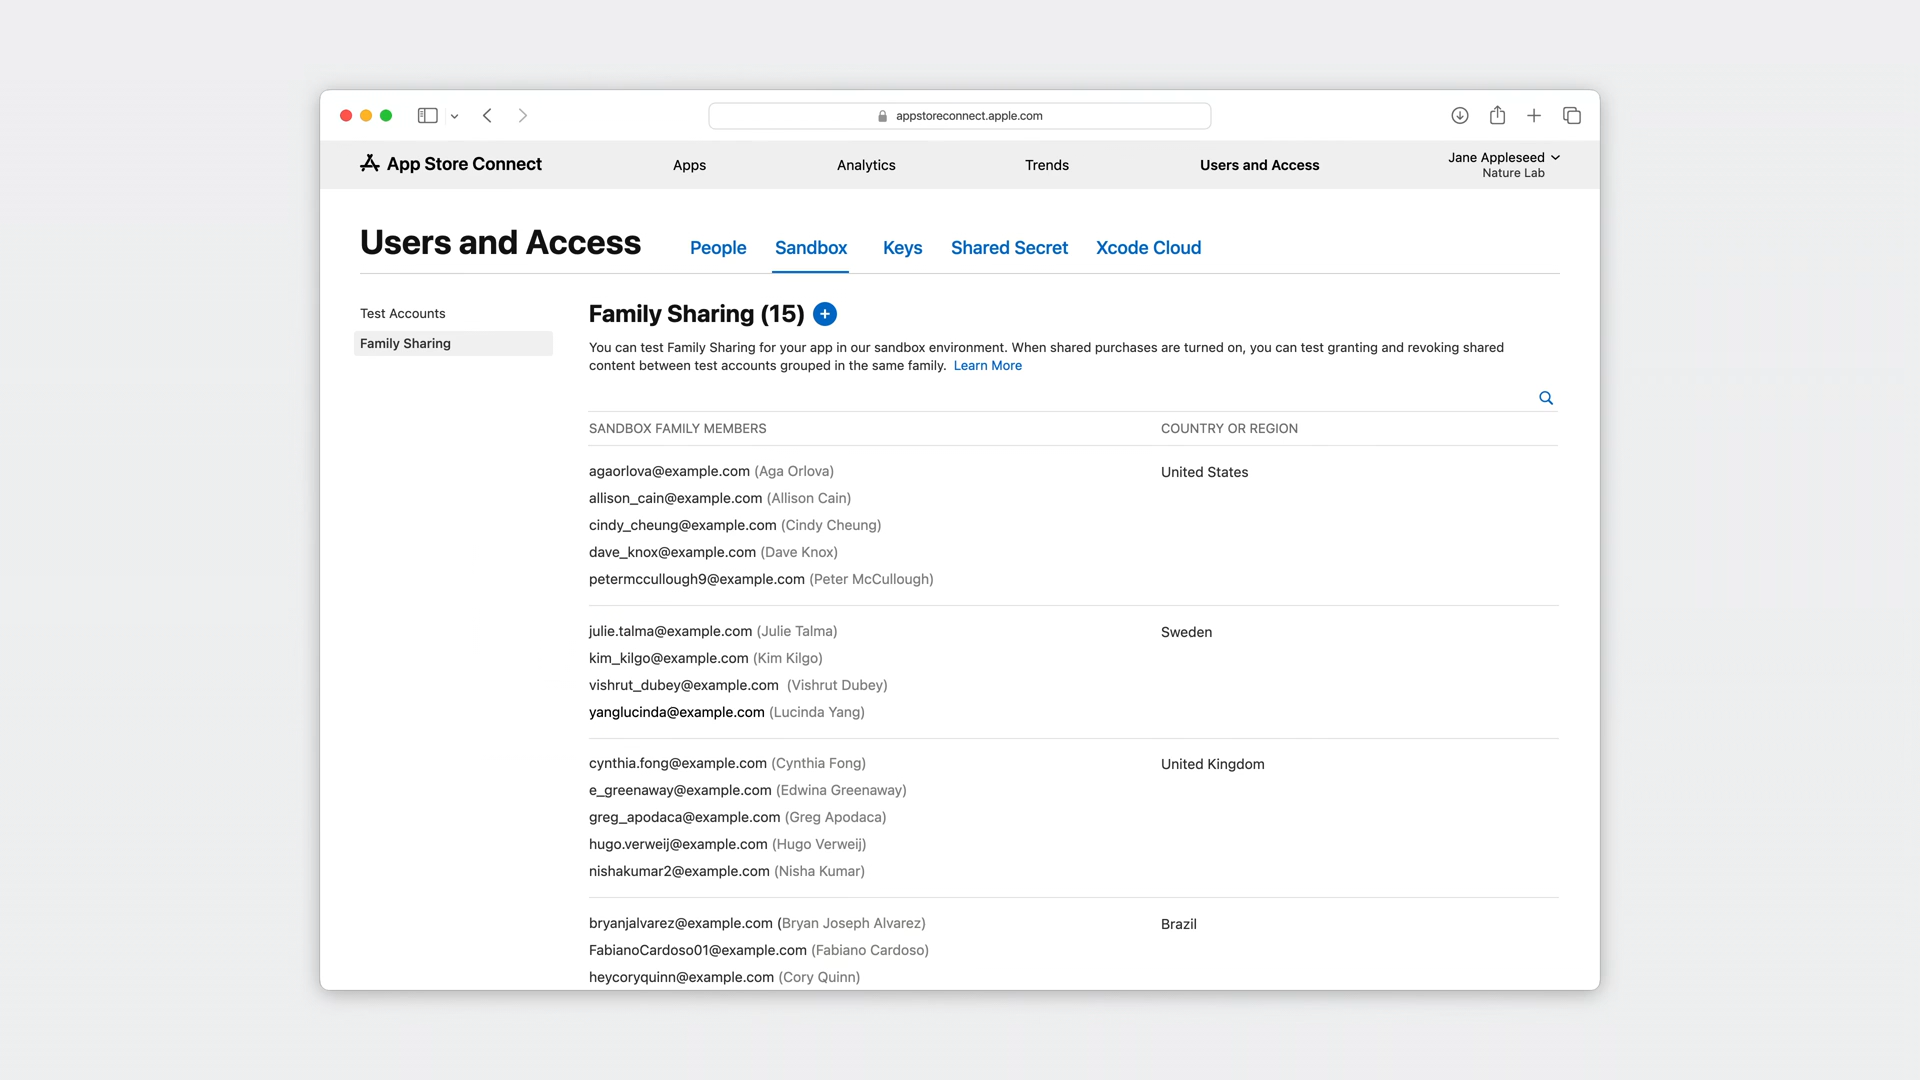 appstoreconnect.apple.com
App Store Connect
Apps
Analytics
Trends
Users and Access
Jane Appleseed
Nature Lab
Users and Access
People
Sandbox
Keys
Shared Secret
Xcode Cloud
Test Accounts
Family Sharing
Family Sharing (15)
You can test Family Sharing for your app in our sandbox environment. When shared purchases are turned on, you can test granting and revoking shared
content between test accounts grouped in the same family. Learn More
SANDBOX FAMILY MEMBERS
COUNTRY OR REGION
agaorlova@example.com (Aga Orlova)
United States
allison_cain@example.com (Allison Cain)
cindy_cheung@example.com (Cindy Cheung)
dave_knox@example.com (Dave Knox)
petermccullough9@example.com (Peter McCullough)
julie.talma@example.com (Julie Talma)
Sweden
kim_kilgo@example.com (Kim Kilgo)
vishrut_dubey@example.com (Vishrut Dubey)
yanglucinda@example.com (Lucinda Yang)
cynthia.fong@example.com (Cynthia Fong)
United Kingdom
e_greenaway@example.com (Edwina Greenaway)
greg_apodaca@example.com (Greg Apodaca)
hugo.verweij@example.com (Hugo Verweij)
nishakumar2@example.com (Nisha Kumar)
bryanjalvarez@example.com (Bryan Joseph Alvarez)
Brazil
FabianoCardoso01@example.com (Fabiano Cardoso)
heycoryquinn@example.com (Cory Quinn)